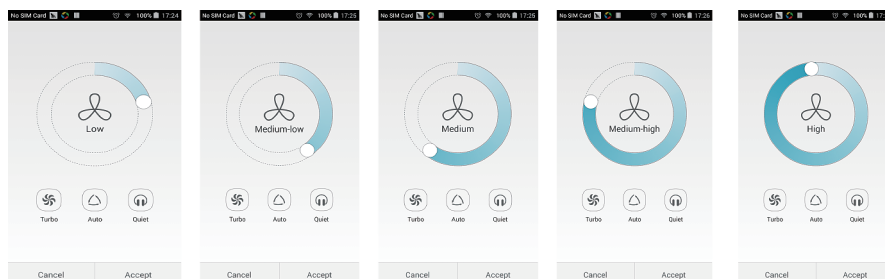 No SIM Card 100% 17:24
Low
Turbo Auto Quiet
Cancel Accept
No SIM Card 100% 17:25
Medium-low
Turbo Auto Quiet
Cancel Accept
No SIM Card 100% 17:25
Medium
Turbo Auto Quiet
Cancel Accept
No SIM Card 100% 17:26
Medium-high
Turbo Auto Quiet
Cancel Accept
No SIM Card 100%
High
Turbo Auto Quiet
Cancel Accept